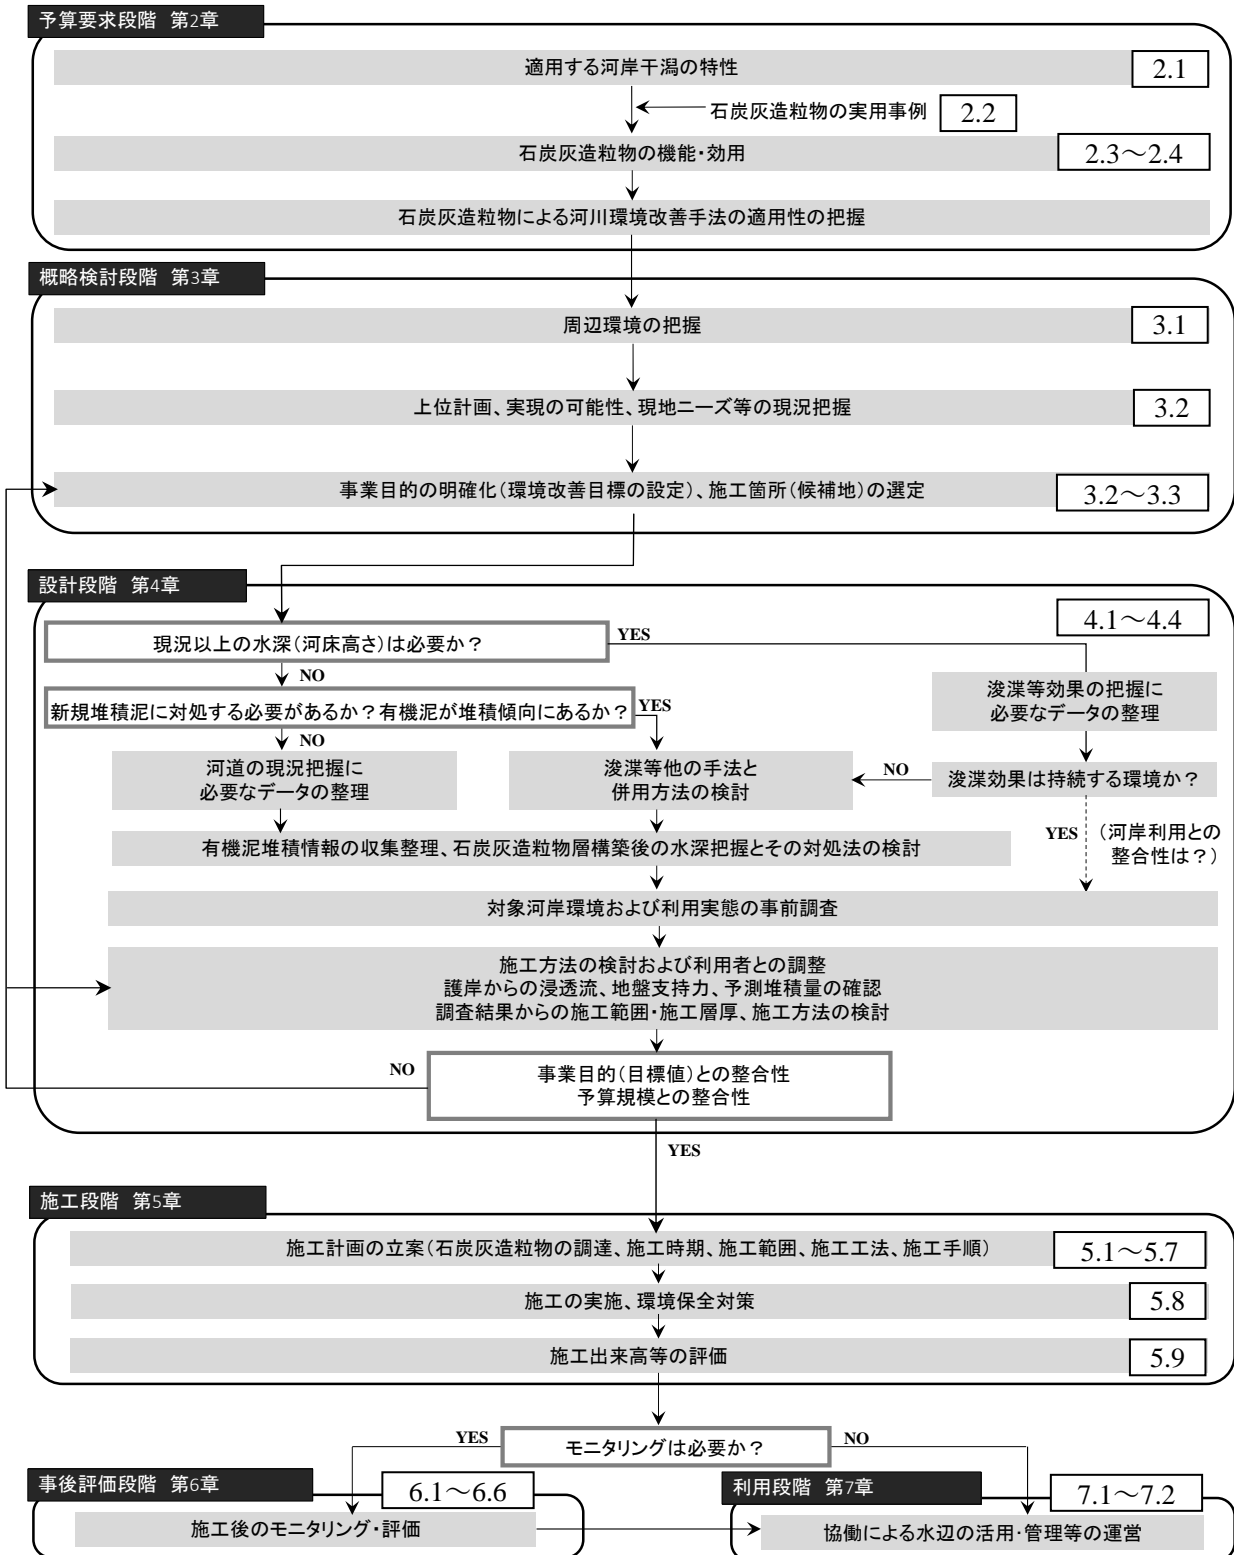 予算要求段階 第2章
適用する河岸干潟の特性
2.1
石炭灰造粒物の実用事例
2.2
石炭灰造粒物の機能・効用
2.3～2.4
石炭灰造粒物による河川環境改善手法の適用性の把握
概略検討段階 第3章
周辺環境の把握
3.1
上位計画、実現の可能性、現地ニーズ等の現況把握
3.2
事業目的の明確化（環境改善目標の設定）、施工箇所（候補地）の選定
3.2～3.3
設計段階 第4章
4.1～4.4
現況以上の水深（河床高さ）は必要か？
YES
NO
新規堆積泥に対処する必要があるか？有機泥が堆積傾向にあるか？
YES
浚渫等効果の把握に
必要なデータの整理
NO
河道の現況把握に
必要なデータの整理
浚渫等他の手法と
併用方法の検討
NO
浚渫効果は持続する環境か？
YES
（河岸利用との
整合性は？）
有機泥堆積情報の収集整理、石炭灰造粒物層構築後の水深把握とその対処法の検討
対象河岸環境および利用実態の事前調査
施工方法の検討および利用者との調整
護岸からの浸透流、地盤支持力、予測堆積量の確認
調査結果からの施工範囲・施工層厚、施工方法の検討
NO
事業目的（目標値）との整合性
予算規模との整合性
YES
施工段階 第5章
施工計画の立案（石炭灰造粒物の調達、施工時期、施工範囲、施工工法、施工手順）
5.1～5.7
施工の実施、環境保全対策
5.8
施工出来高等の評価
5.9
YES
モニタリングは必要か？
NO
事後評価段階 第6章
6.1～6.6
施工後のモニタリング・評価
利用段階 第7章
7.1～7.2
協働による水辺の活用・管理等の運営